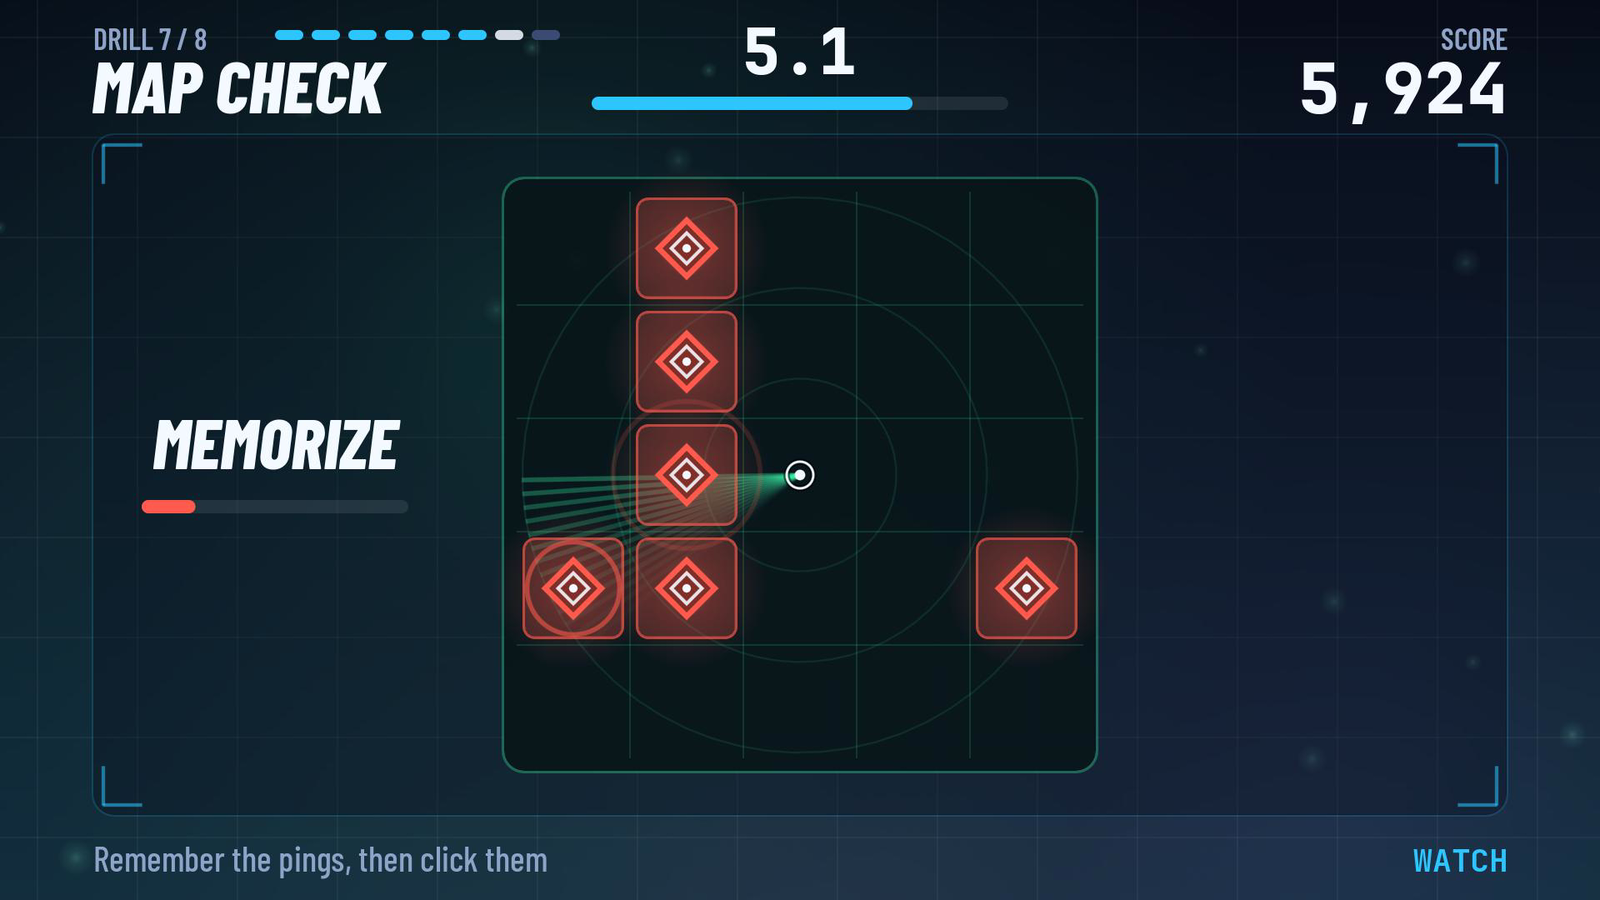 DRILL 7 / 8
MAP CHECK
5.1
SCORE
5,924
MEMORIZE
Remember the pings, then click them
WATCH